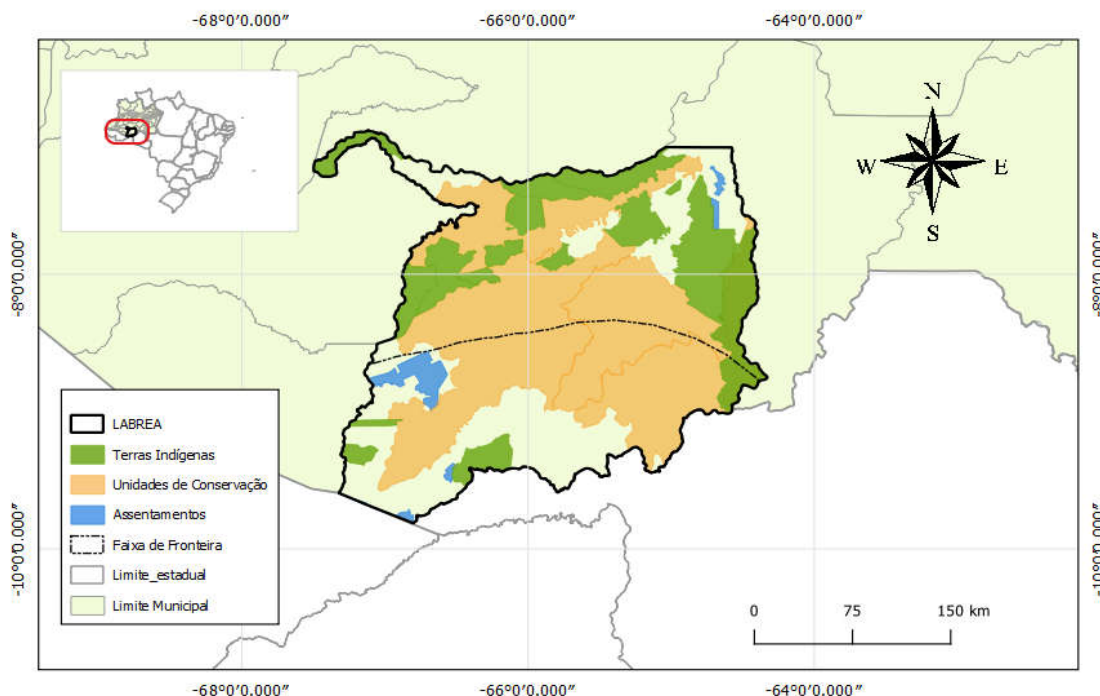 -68°0'0.000″ -66°0'0.000″ -64°0'0.000″
N
W E
S
-8°0'0.000″ -8°0'0.000″
LABREA
Terras Indígenas
Unidades de Conservação
Assentamentos
Faixa de Fronteira
Limite_estadual
Limite Municipal
-10°0'0.000″ -10°0'0.000″
0 75 150 km
-68°0'0.000″ -66°0'0.000″ -64°0'0.000″